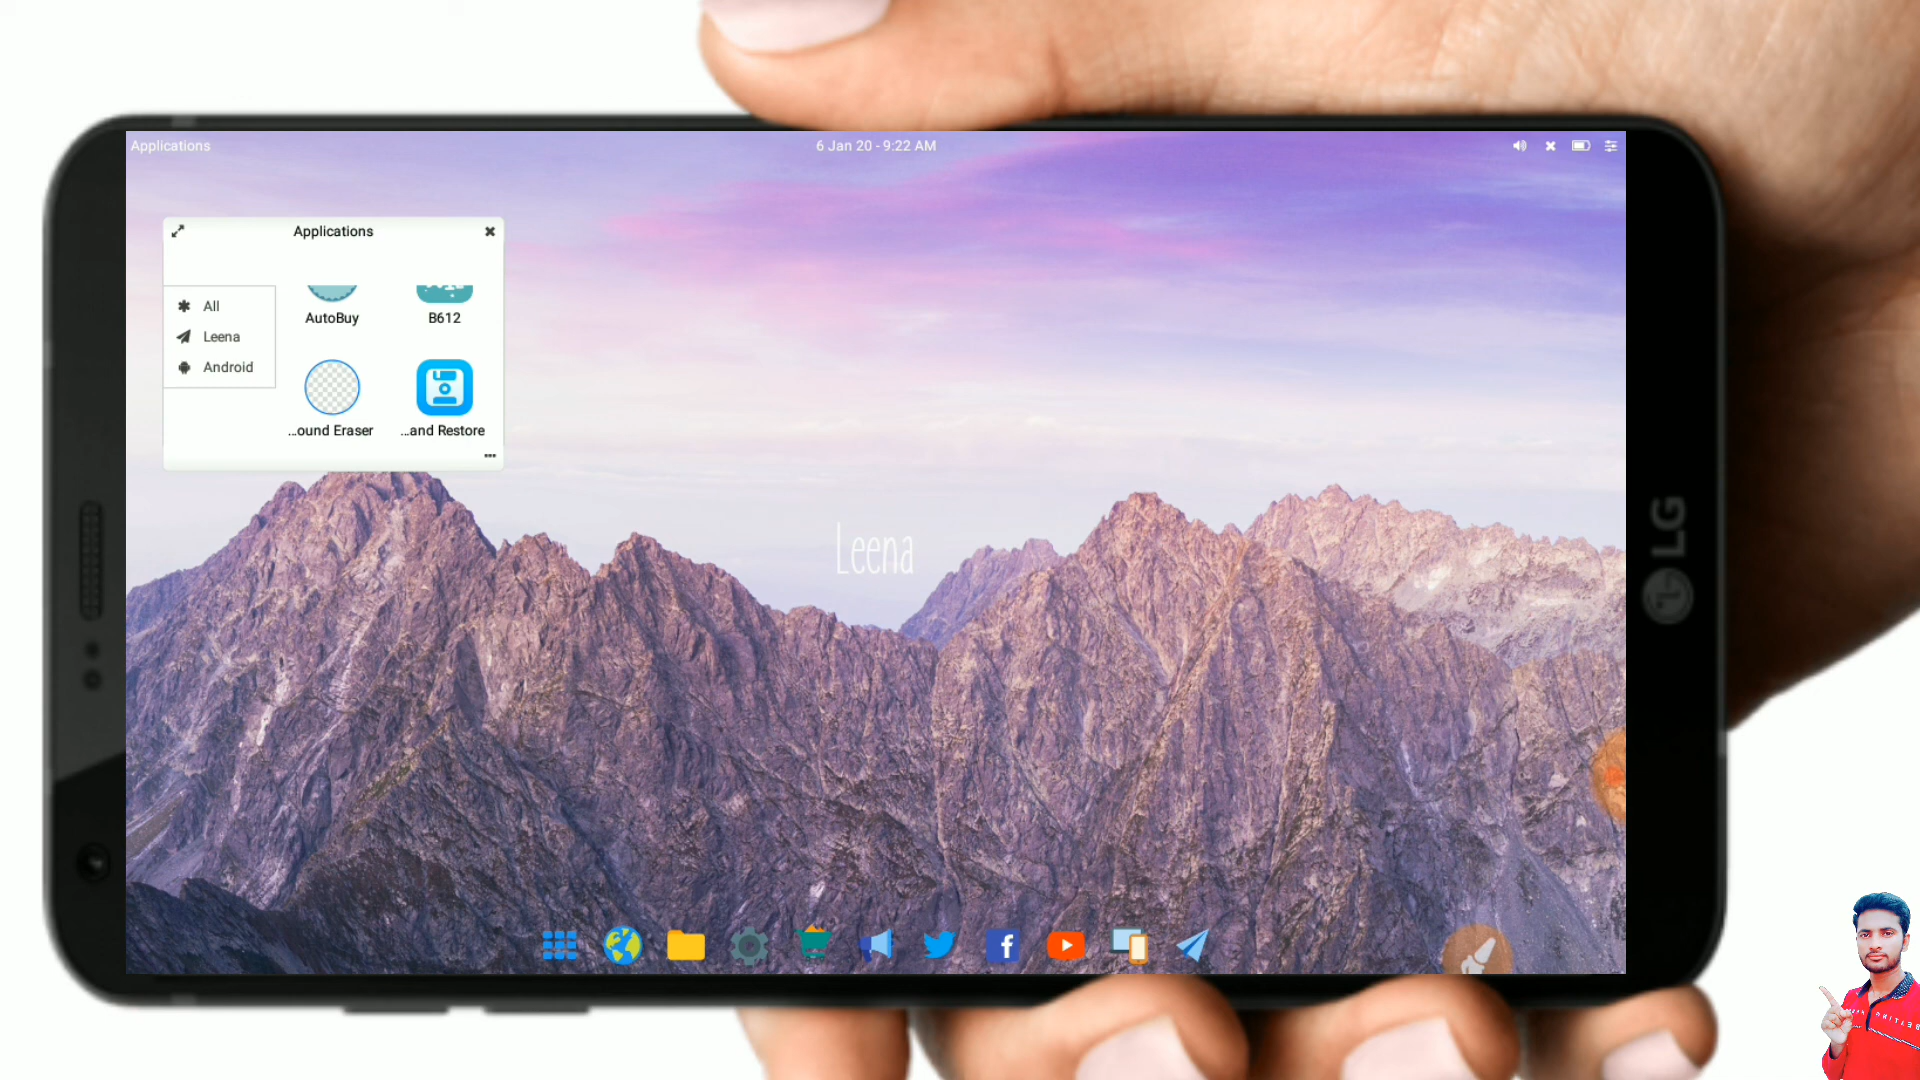 Applications
6 Jan 20 - 9:22 AM
Applications
All
Leena
Android
AutoBuy
B612
...ound Eraser
...and Restore
Leena
LG